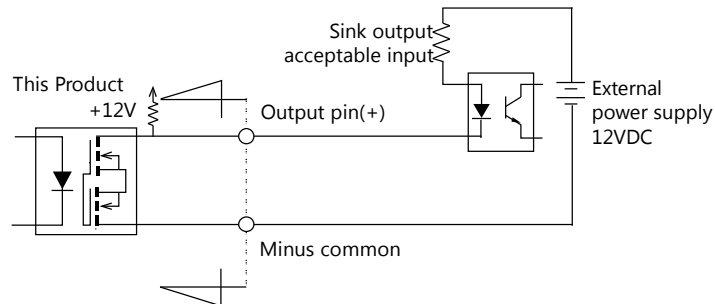 Sink output
acceptable input
This Product
+12V
Output pin(+)
External
power supply
12VDC
Minus common